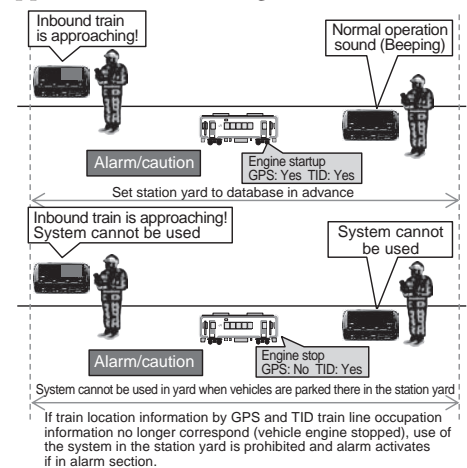 Inbound train
is approaching!
Normal operation
sound (Beeping)
Alarm/caution
Engine startup
GPS: Yes TID: Yes
Set station yard to database in advance
Inbound train is approaching!
System cannot be used
System cannot
be used
Alarm/caution
Engine stop
GPS: No TID: Yes
System cannot be used in yard when vehicles are parked there in the station yard
If train location information by GPS and TID train line occupation
information no longer correspond (vehicle engine stopped), use of
the system in the station yard is prohibited and alarm activates
if in alarm section.